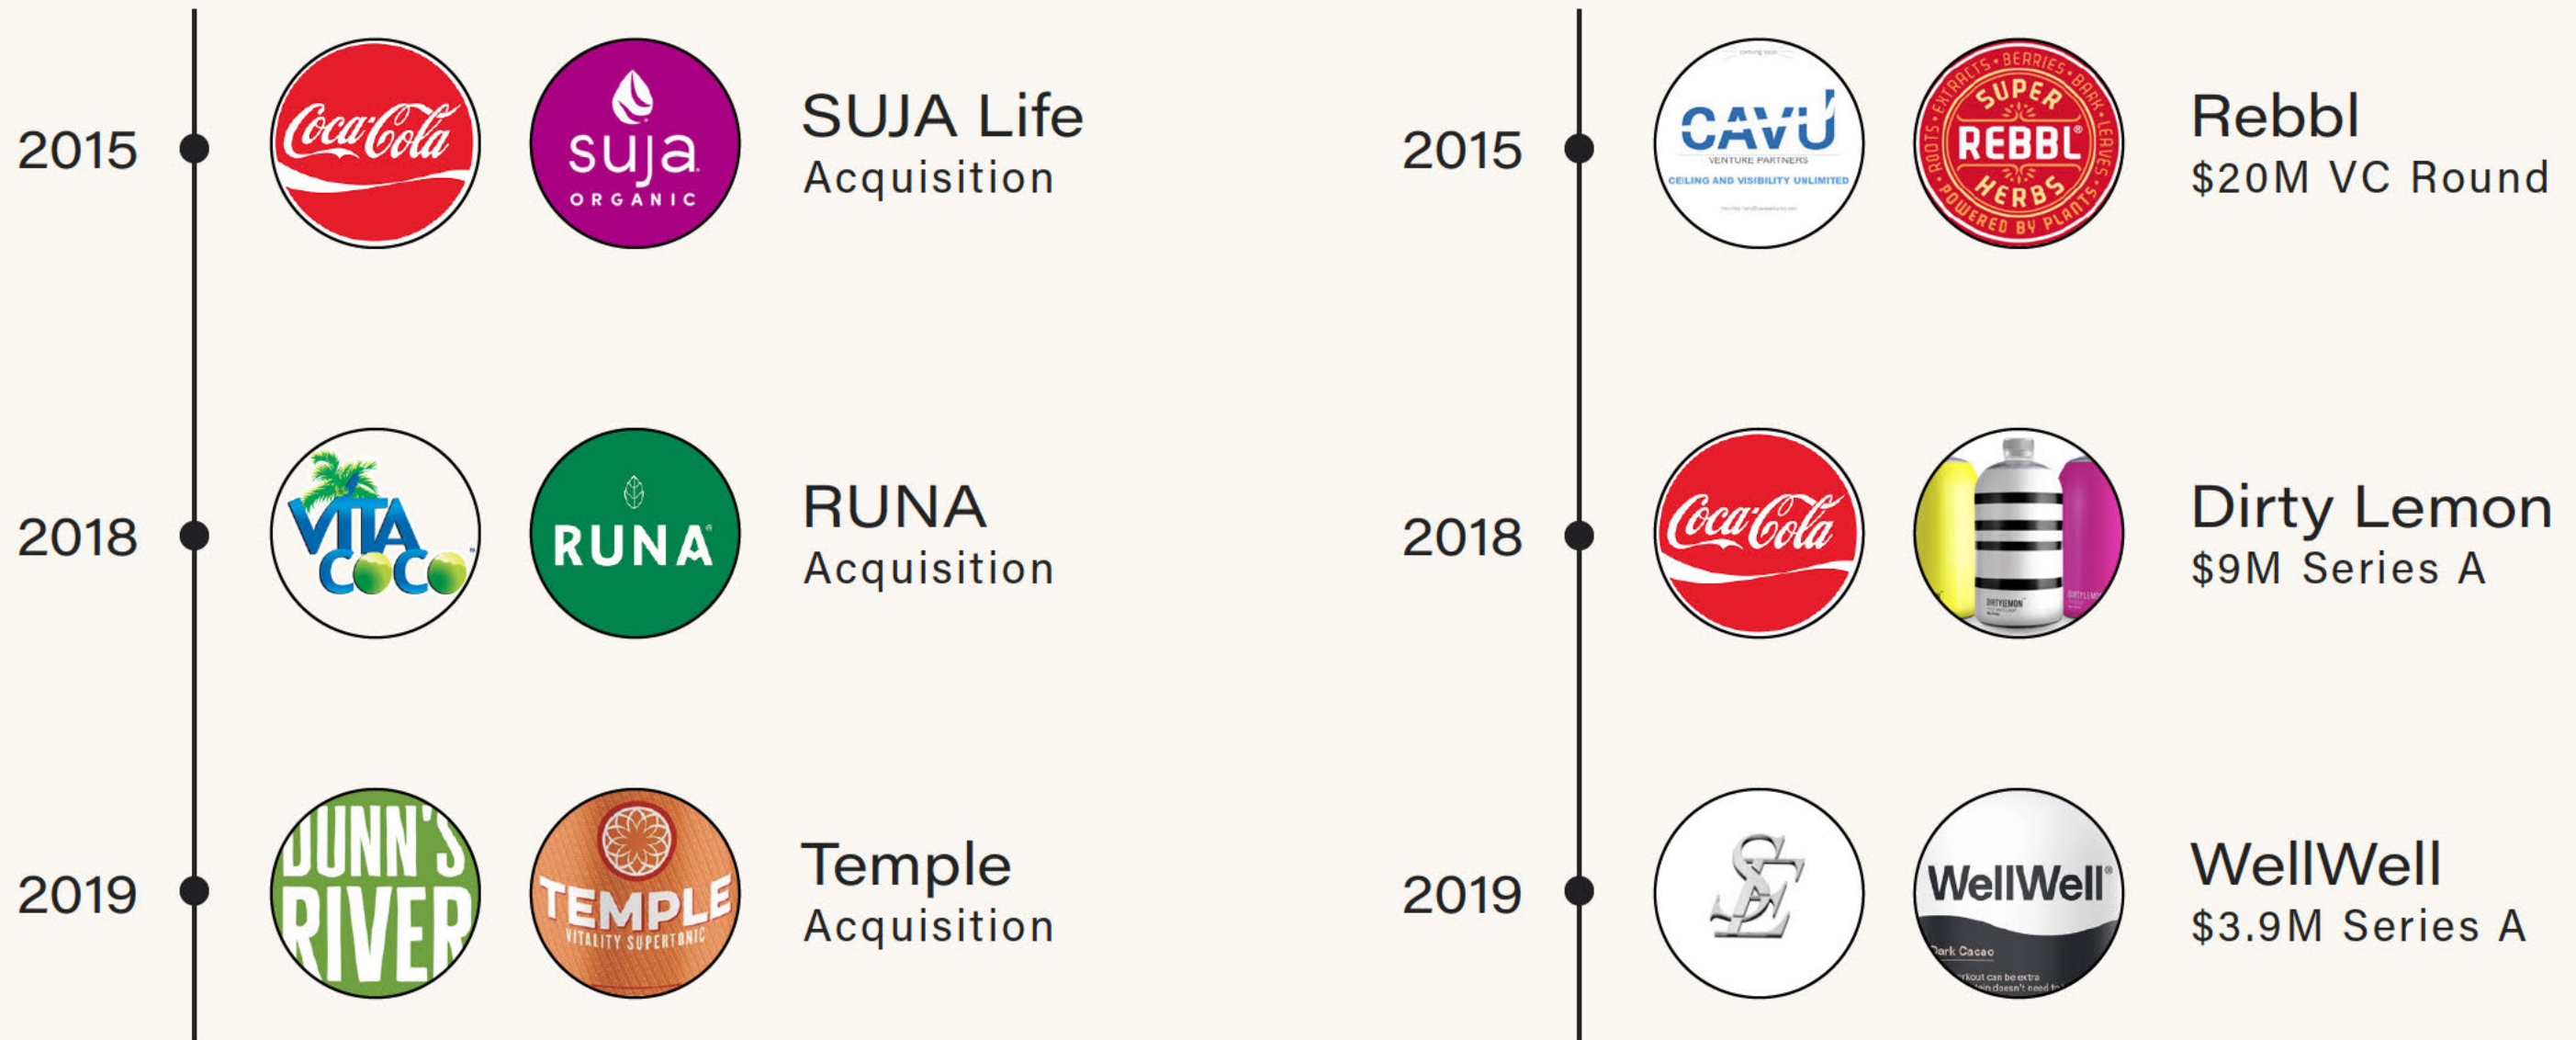 2015
Coca-Cola
suja
ORGANIC
SUJA Life
Acquisition
2018
VITA
COCO
RUNA
RUNA
Acquisition
2019
DUNN'S
RIVER
TEMPLE
VITALITY SUPERTONIC
Temple
Acquisition
2015
coming soon
CAVU
VENTURE PARTNERS
CEILING AND VISIBILITY UNLIMITED
ROOTS • EXTRACTS • BERRIES • BARK • LEAVES •
SUPER
REBBL®
HERBS
POWERED BY PLANTS
Rebbl
$20M VC Round
2018
Coca-Cola
DIRTYLEMON
Dirty Lemon
$9M Series A
2019
SE
WellWell®
Dark Cacao
WellWell
$3.9M Series A